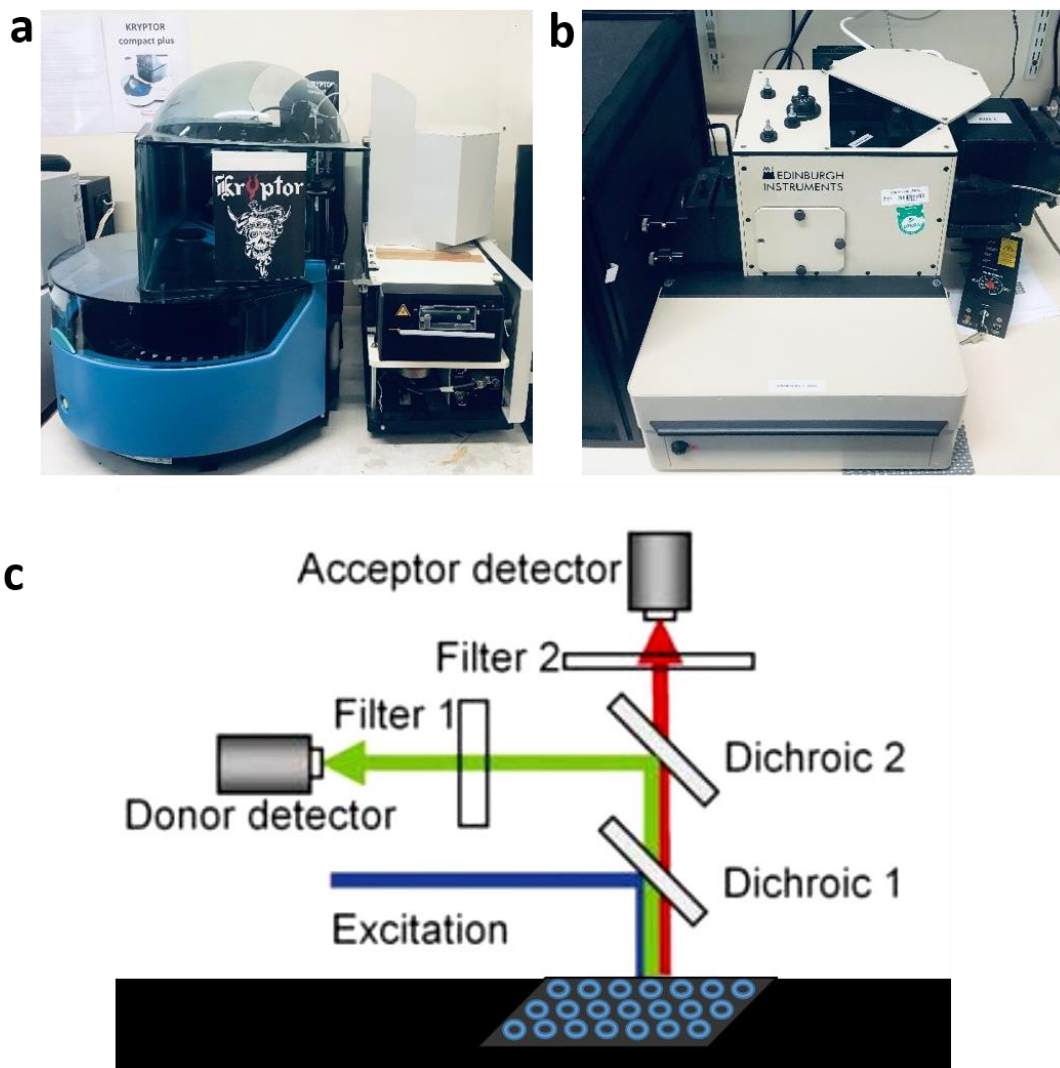 a
KRYPTOR
compact plus
Kryptor
b
EDINBURGH
INSTRUMENTS
c
Acceptor detector
Filter 2
Filter 1
Dichroic 2
Donor detector
Dichroic 1
Excitation